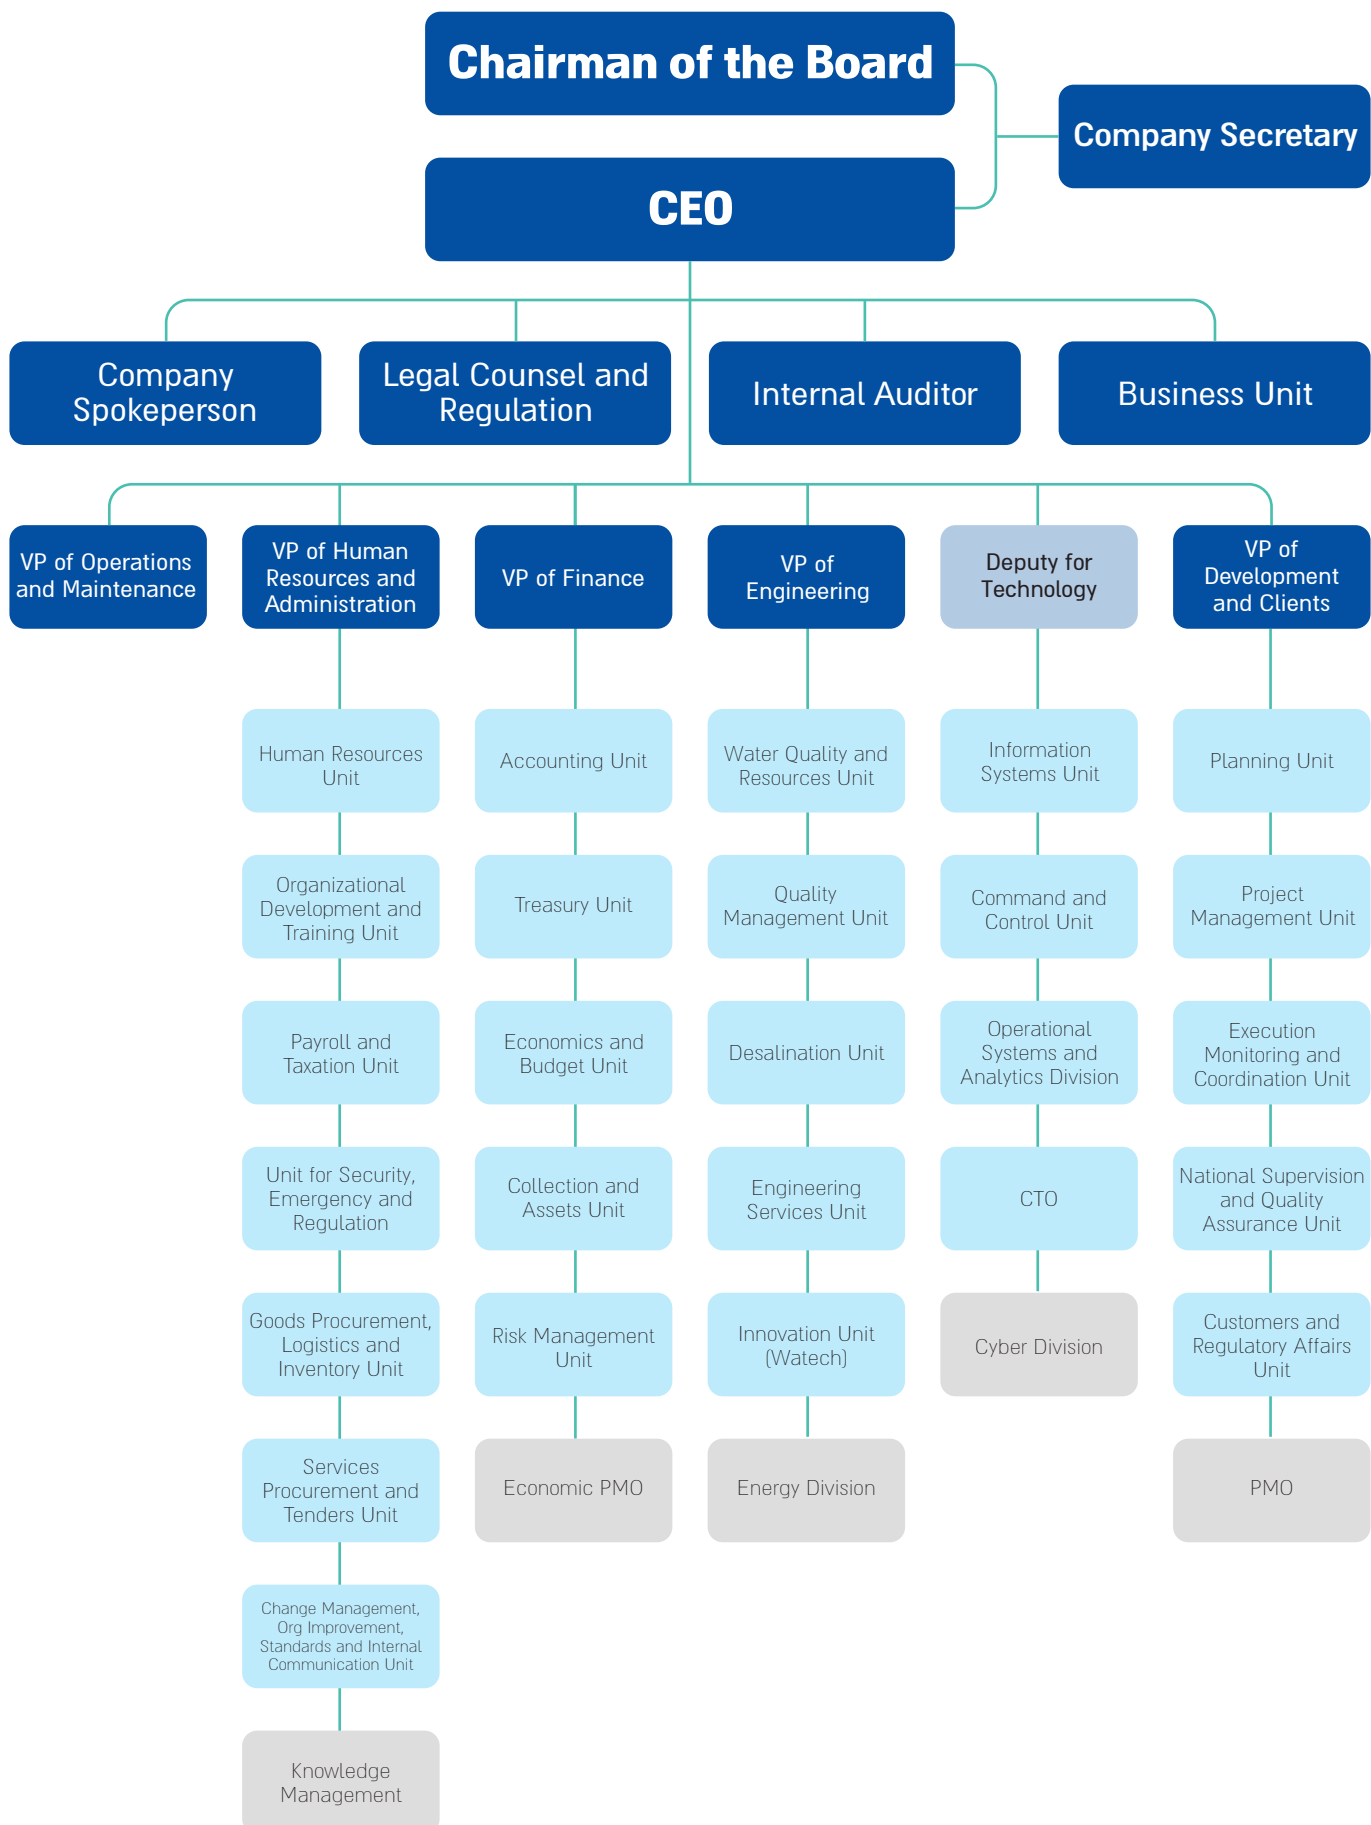 Chairman of the Board
Company Secretary
CEO
Company
Spokeperson
Legal Counsel and
Regulation
Internal Auditor
Business Unit
VP of Operations
and Maintenance
VP of Human
Resources and
Administration
VP of Finance
VP of
Engineering
Deputy for
Technology
VP of
Development
and Clients
Human Resources
Unit
Organizational
Development and
Training Unit
Payroll and
Taxation Unit
Unit for Security,
Emergency and
Regulation
Goods Procurement,
Logistics and
Inventory Unit
Services
Procurement and
Tenders Unit
Change Management,
Org Improvement,
Standards and Internal
Communication Unit
Knowledge
Management
Accounting Unit
Treasury Unit
Economics and
Budget Unit
Collection and
Assets Unit
Risk Management
Unit
Economic PMO
Water Quality and
Resources Unit
Quality
Management Unit
Desalination Unit
Engineering
Services Unit
Innovation Unit
(Watech)
Energy Division
Information
Systems Unit
Command and
Control Unit
Operational
Systems and
Analytics Division
CTO
Cyber Division
Planning Unit
Project
Management Unit
Execution
Monitoring and
Coordination Unit
National Supervision
and Quality
Assurance Unit
Customers and
Regulatory Affairs
Unit
PMO